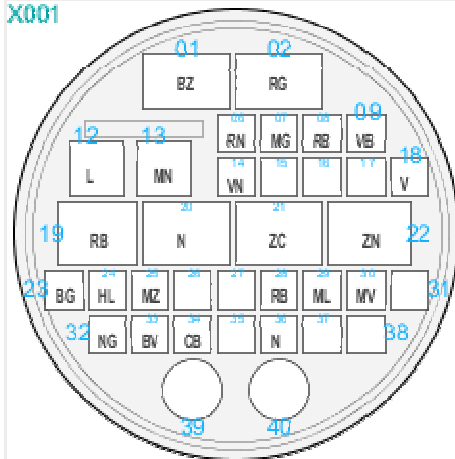 X001
01 02
BZ RG
06 07 08 09
RN MG RB VB
12 13
L MN
14 15 16 17 18
VN V
19 20 21 22
RB N ZC ZN
23 24 25 26 27 28 29 30 31
BG HL MZ RB ML MV
32 33 34 35 36 37 38
NG BV CB N
39 40